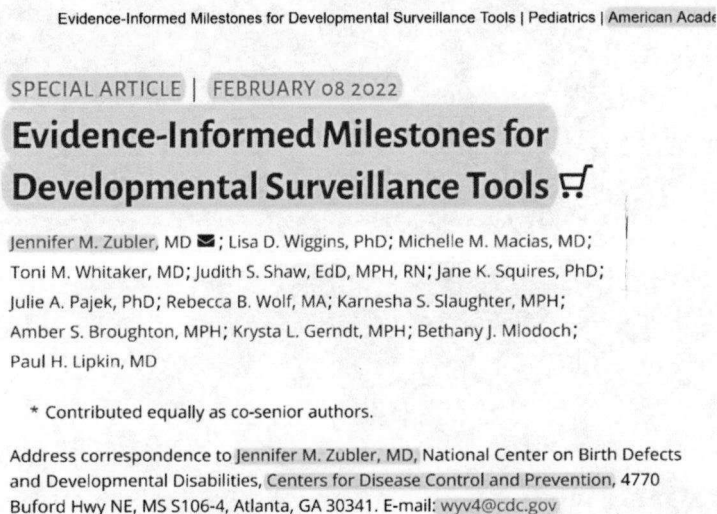 Evidence-Informed Milestones for Developmental Surveillance Tools | Pediatrics | American Acade
SPECIAL ARTICLE | FEBRUARY 08 2022
Evidence-Informed Milestones for
Developmental Surveillance Tools
Jennifer M. Zubler, MD ; Lisa D. Wiggins, PhD; Michelle M. Macias, MD;
Toni M. Whitaker, MD; Judith S. Shaw, EdD, MPH, RN; Jane K. Squires, PhD;
Julie A. Pajek, PhD; Rebecca B. Wolf, MA; Karnesha S. Slaughter, MPH;
Amber S. Broughton, MPH; Krysta L. Gerndt, MPH; Bethany J. Mlodoch;
Paul H. Lipkin, MD
* Contributed equally as co-senior authors.
Address correspondence to Jennifer M. Zubler, MD, National Center on Birth Defects
and Developmental Disabilities, Centers for Disease Control and Prevention, 4770
Buford Hwy NE, MS S106-4, Atlanta, GA 30341. E-mail: wyv4@cdc.gov